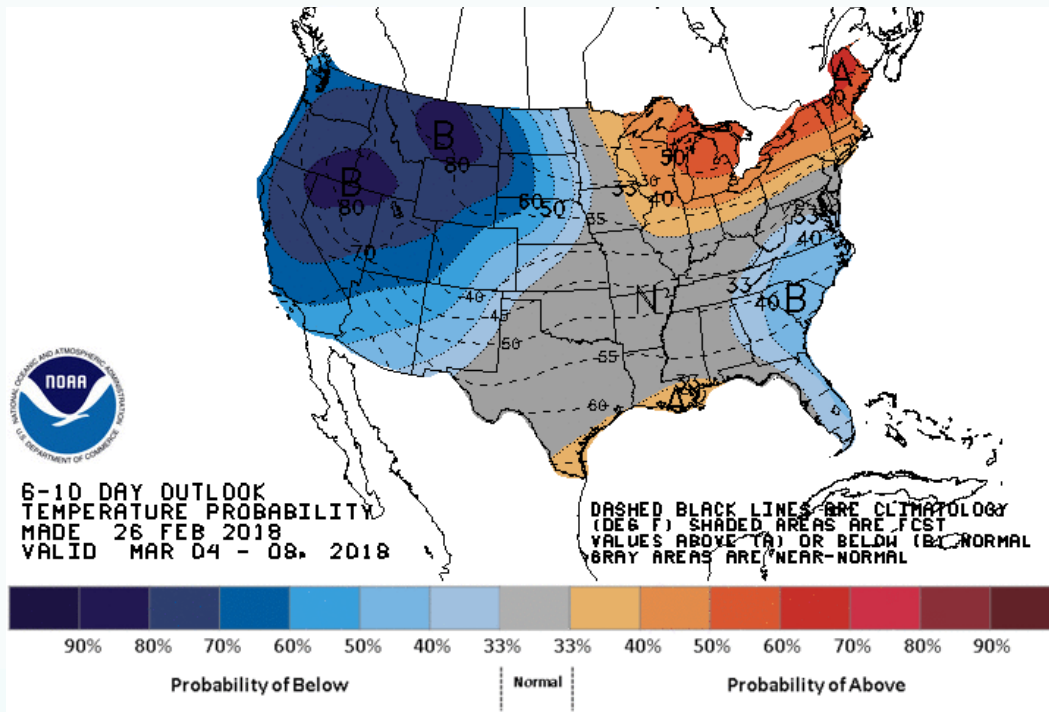 A
B
90
50
80
B
33
30
40
80
60
50
35
33
40
70
33
40
N
40
B
45
50
55
33
A
60
NATIONAL OCEANIC AND ATMOSPHERIC ADMINISTRATION
NOAA
U.S. DEPARTMENT OF COMMERCE
6-10 DAY OUTLOOK
TEMPERATURE PROBABILITY
MADE 26 FEB 2018
VALID MAR 04 - 08, 2018
DASHED BLACK LINES ARE CLIMATOLOGY
(DEG F) SHADED AREAS ARE FCST
VALUES ABOVE (A) OR BELOW (B) NORMAL
GRAY AREAS ARE NEAR-NORMAL
90% 80% 70% 60% 50% 40% 33% 33% 40% 50% 60% 70% 80% 90%
Probability of Below Normal Probability of Above